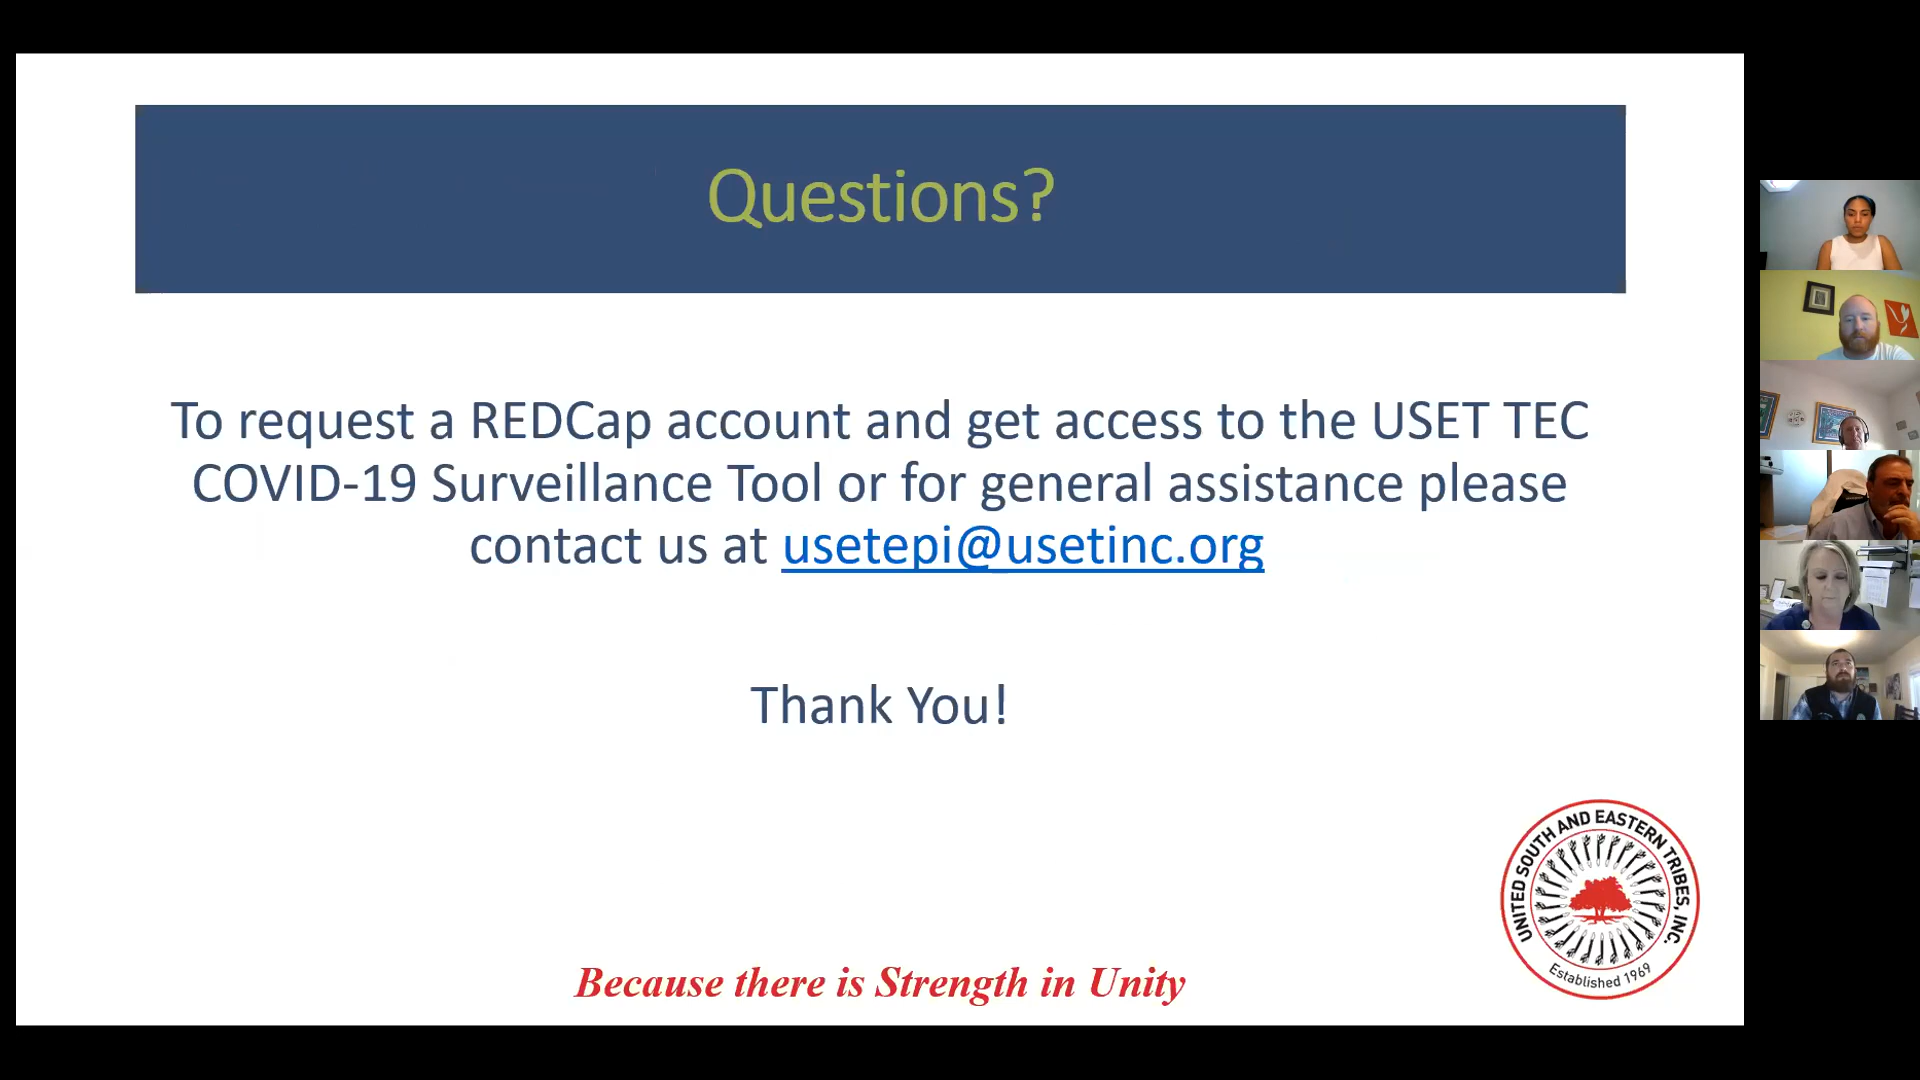 Questions?
To request a REDCap account and get access to the USET TEC
COVID-19 Surveillance Tool or for general assistance please
contact us at usetepi@usetinc.org
Thank You!
UNITED SOUTH AND EASTERN TRIBES, INC.
Established 1969
Because there is Strength in Unity